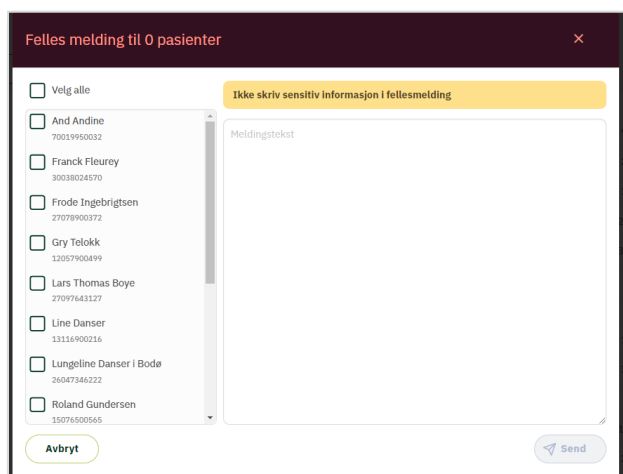 Felles melding til 0 pasienter
Velg alle
Ikke skriv sensitiv informasjon i fellesmelding
And Andine
70019950032
Franck Fleurey
30038024570
Frode Ingebrigtsen
27078900372
Gry Telokk
12057900499
Lars Thomas Boye
27097643127
Line Danser
13116900216
Lungeline Danser i Bodø
26047346222
Roland Gundersen
15076500565
Meldingstekst
Avbryt
Send